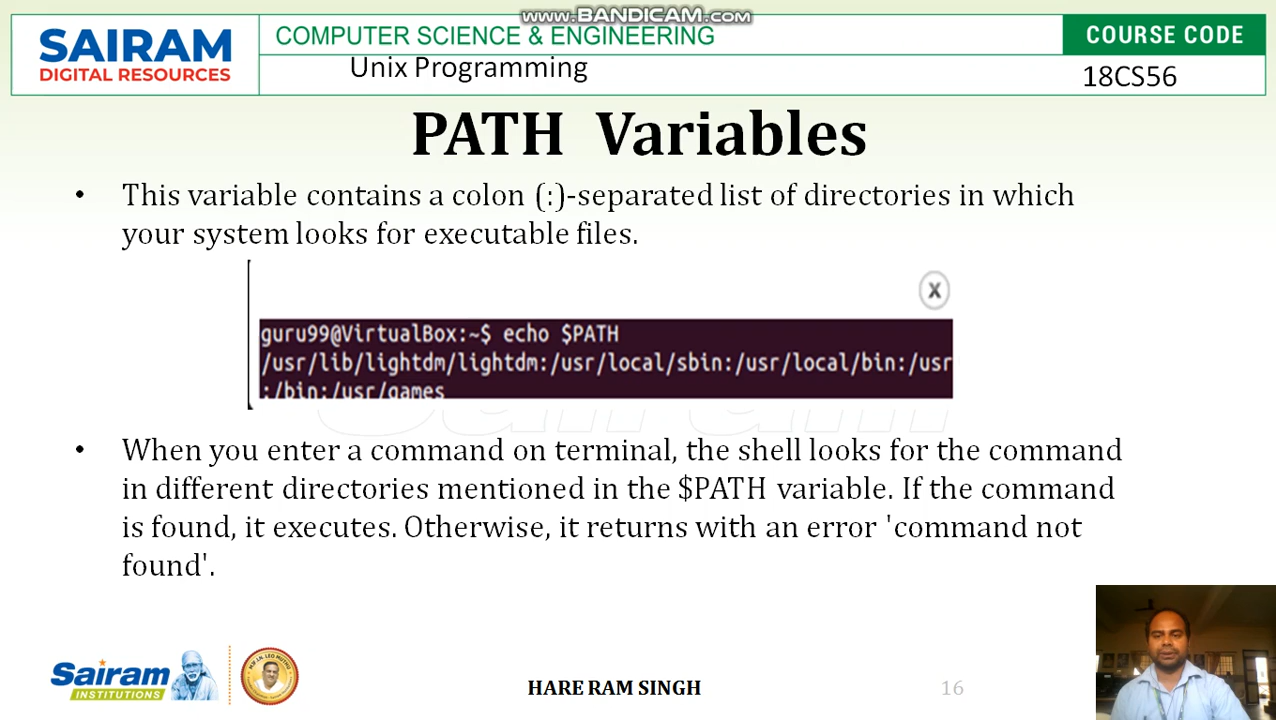 www.BANDICAM.com
SAIRAM
DIGITAL RESOURCES
COMPUTER SCIENCE & ENGINEERING
COURSE CODE
Unix Programming
18CS56
PATH Variables
• This variable contains a colon (:)-separated list of directories in which
your system looks for executable files.
X
guru99@VirtualBox:~$ echo $PATH
/usr/lib/lightdm/lightdm:/usr/local/sbin:/usr/local/bin:/usr
:/bin:/usr/games
Sairam
• When you enter a command on terminal, the shell looks for the command
in different directories mentioned in the $PATH variable. If the command
is found, it executes. Otherwise, it returns with an error 'command not
found'.
Sairam
INSTITUTIONS
HARE RAM SINGH
16